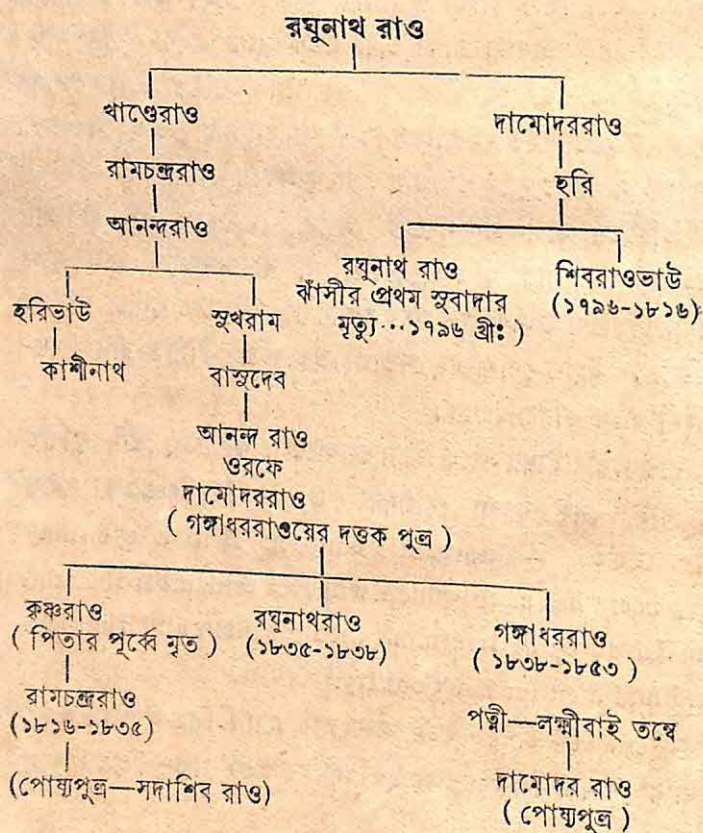 রঘুনাথ রাও
খাণ্ডেরাও
দামোদররাও
রামচন্দ্ররাও
হরি
আনন্দরাও
রঘুনাথ রাও
ঝাঁসীর প্রথম সুবাদার
মৃত্যু...১৭৯৬ খ্রীঃ )
শিবরাওভাউ
(১৭৯৬-১৮১৬)
হরিভাউ
সুখরাম
কাশীনাথ
বাসুদেব
আনন্দ রাও
ওরফে
দামোদররাও
( গঙ্গাধররাওয়ের দত্তক পুত্র )
কৃষ্ণরাও
( পিতার পূর্ব্বে মৃত )
রঘুনাথরাও
(১৮৩৫-১৮৩৮)
গঙ্গাধররাও
( ১৮৩৮-১৮৫৩)
রামচন্দ্ররাও
(১৮১৬-১৮৩৫)
পত্নী—লক্ষ্মীবাই তম্বে
(পোষ্যপুত্র—সদাশিব রাও)
দামোদর রাও
( পোষ্যপুত্র )